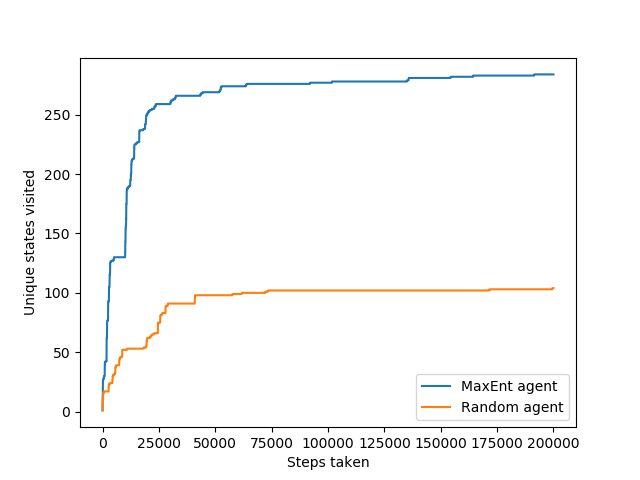 250
200
150
100
50
0
Unique states visited
MaxEnt agent
Random agent
0 25000 50000 75000 100000 125000 150000 175000 200000
Steps taken